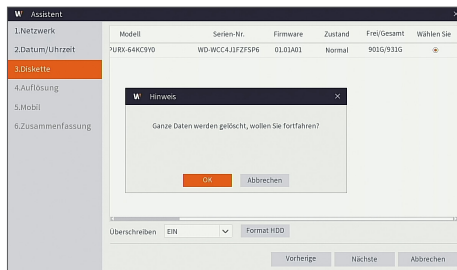 W Assistent ×
1.Netzwerk
2.Datum/Uhrzeit
3.Diskette
4.Auflösung
5.Mobil
6.Zusammenfassung
Modell Serien-Nr. Firmware Zustand Frei/Gesamt Wählen Sie
PURX-64KC9Y0 WD-WCC4J1FZFSP6 01.01A01 Normal 901G/931G
W Hinweis ×
Ganze Daten werden gelöscht, wollen Sie fortfahren?
OK Abbrechen
Überschreiben EIN Format HDD
Vorherige Nächste Abbrechen